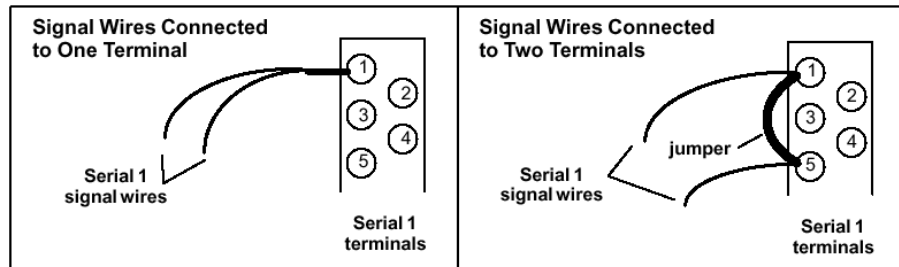 Signal Wires Connected
to One Terminal
1
2
3
4
5
Serial 1
signal wires
Serial 1
terminals
Signal Wires Connected
to Two Terminals
1
2
3
4
jumper
5
Serial 1
signal wires
Serial 1
terminals